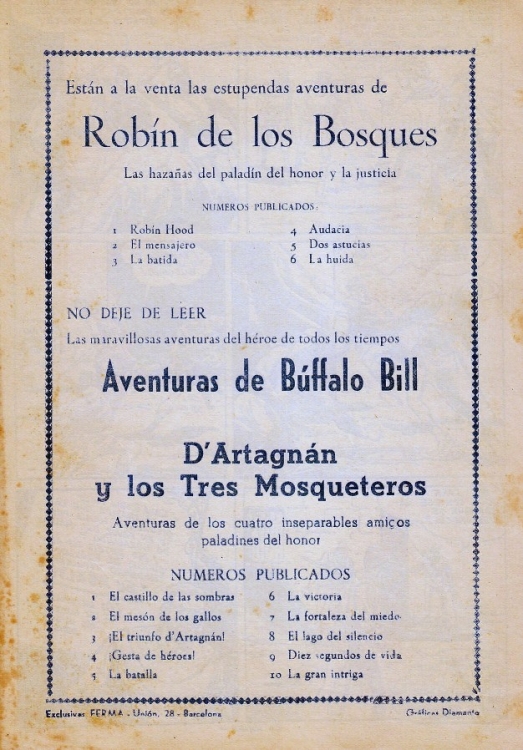 Están a la venta las estupendas aventuras de
Robín de los Bosques
Las hazañas del paladín del honor y la justicia
NUMEROS PUBLICADOS:
1 Robín Hood
2 El mensajero
3 La batida
4 Audacia
5 Dos astucias
6 La huida
NO DEJE DE LEER
Las maravillosas aventuras del héroe de todos los tiempos
Aventuras de Búffalo Bill
D'Artagnán
y los Tres Mosqueteros
Aventuras de los cuatro inseparables amigos
paladines del honor
NUMEROS PUBLICADOS
1 El castillo de las sombras
2 El mesón de los gallos
3 ¡El triunfo d'Artagnán!
4 ¡Gesta de héroes!
5 La batalla
6 La victoria
7 La fortaleza del miedo
8 El lago del silencio
9 Diez segundos de vida
10 La gran intriga
Exclusivas FERMA - Unión, 28 - Barcelona
Gráficas Diamante